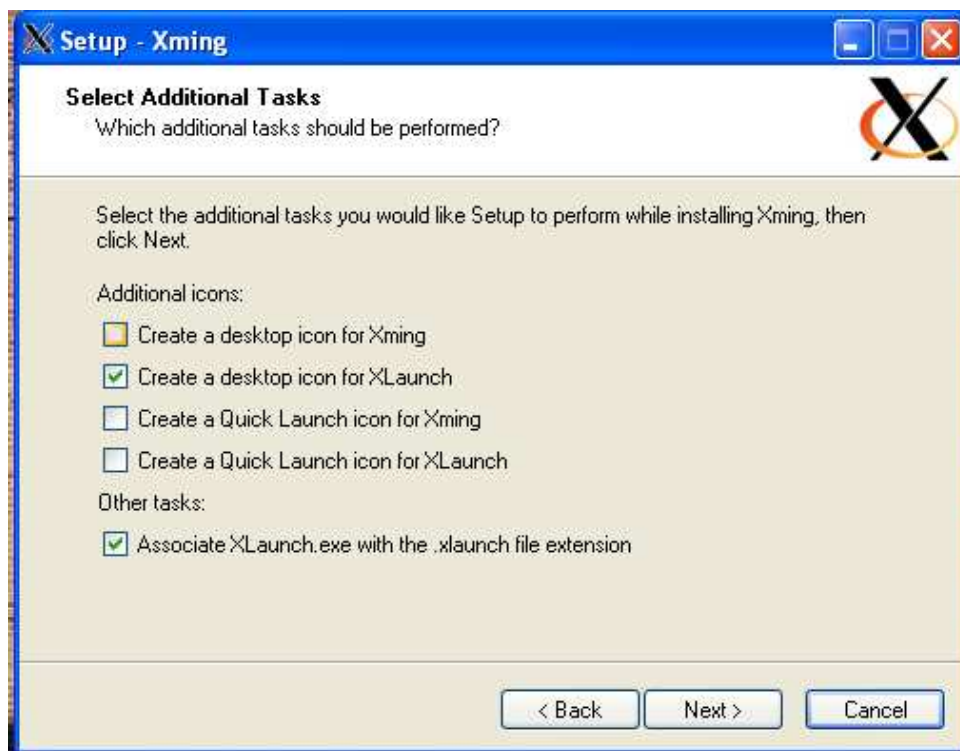 Setup - Xming
Select Additional Tasks
Which additional tasks should be performed?
Select the additional tasks you would like Setup to perform while installing Xming, then
click Next.
Additional icons:
Create a desktop icon for Xming
Create a desktop icon for XLaunch
Create a Quick Launch icon for Xming
Create a Quick Launch icon for XLaunch
Other tasks:
Associate XLaunch.exe with the .xlaunch file extension
< Back Next > Cancel